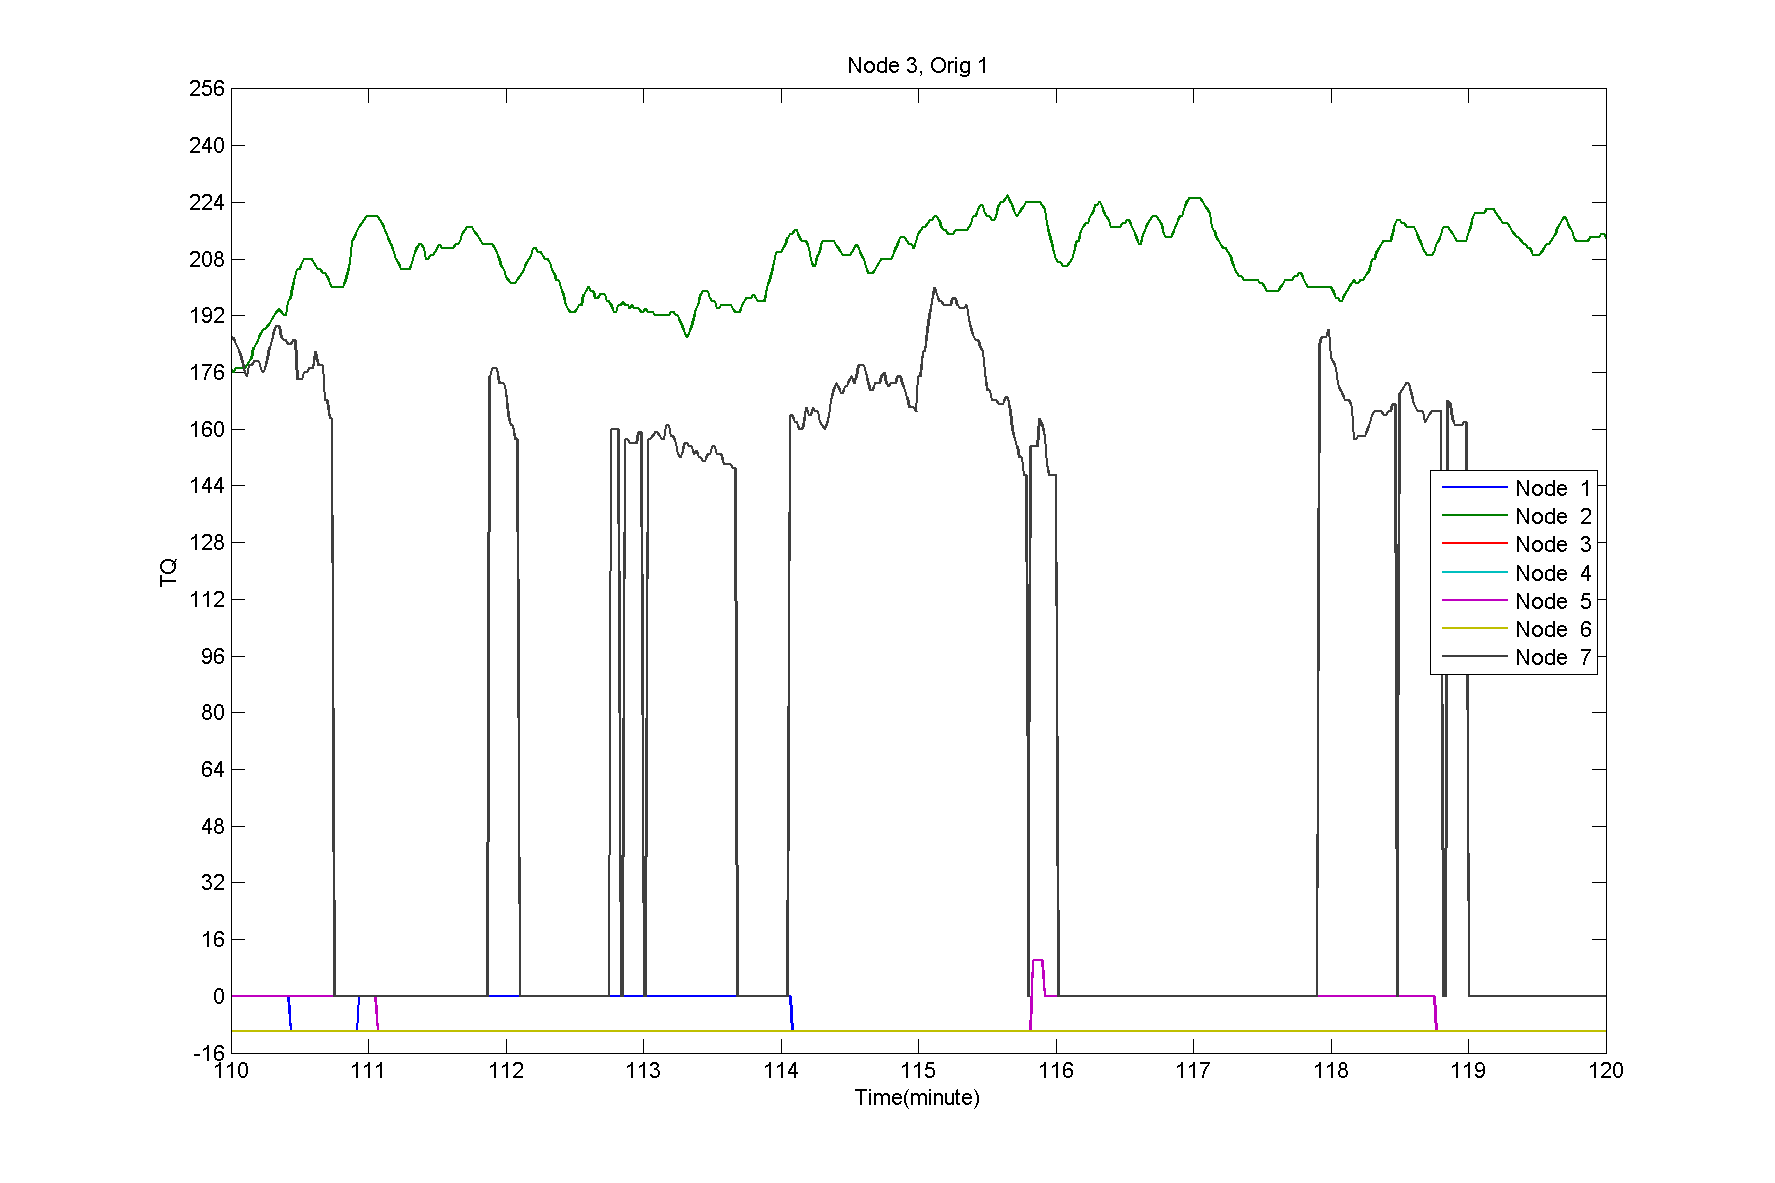 Node 3, Orig 1
256
240
224
208
192
176
160
144
128
112
96
80
64
48
32
16
0
-16
TQ
Node 1
Node 2
Node 3
Node 4
Node 5
Node 6
Node 7
110 111 112 113 114 115 116 117 118 119 120
Time(minute)